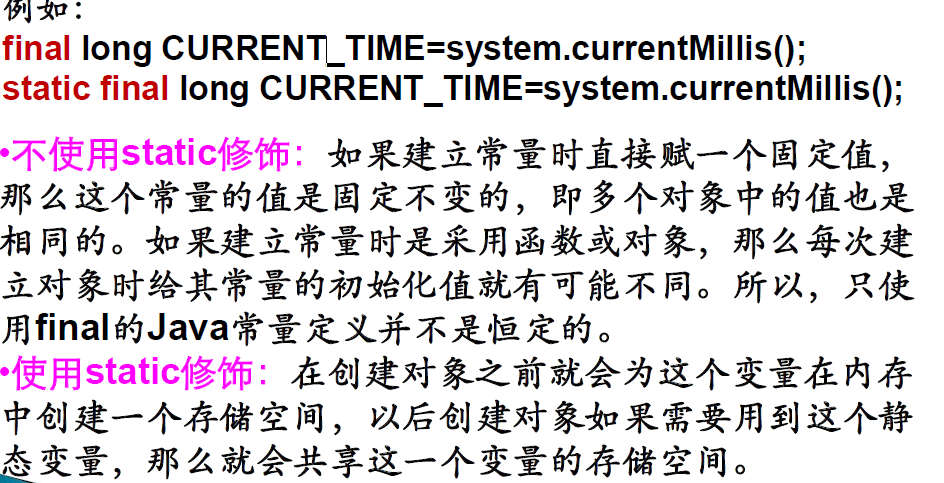 例如：
final long CURRENT_TIME=system.currentMillis();
static final long CURRENT_TIME=system.currentMillis();
•不使用static修饰：如果建立常量时直接赋一个固定值，
那么这个常量的值是固定不变的，即多个对象中的值也是
相同的。如果建立常量时是采用函数或对象，那么每次建
立对象时给其常量的初始化值就有可能不同。所以，只使
用final的Java常量定义并不是恒定的。
•使用static修饰：在创建对象之前就会为这个变量在内存
中创建一个存储空间，以后创建对象如果需要用到这个静
态变量，那么就会共享这一个变量的存储空间。